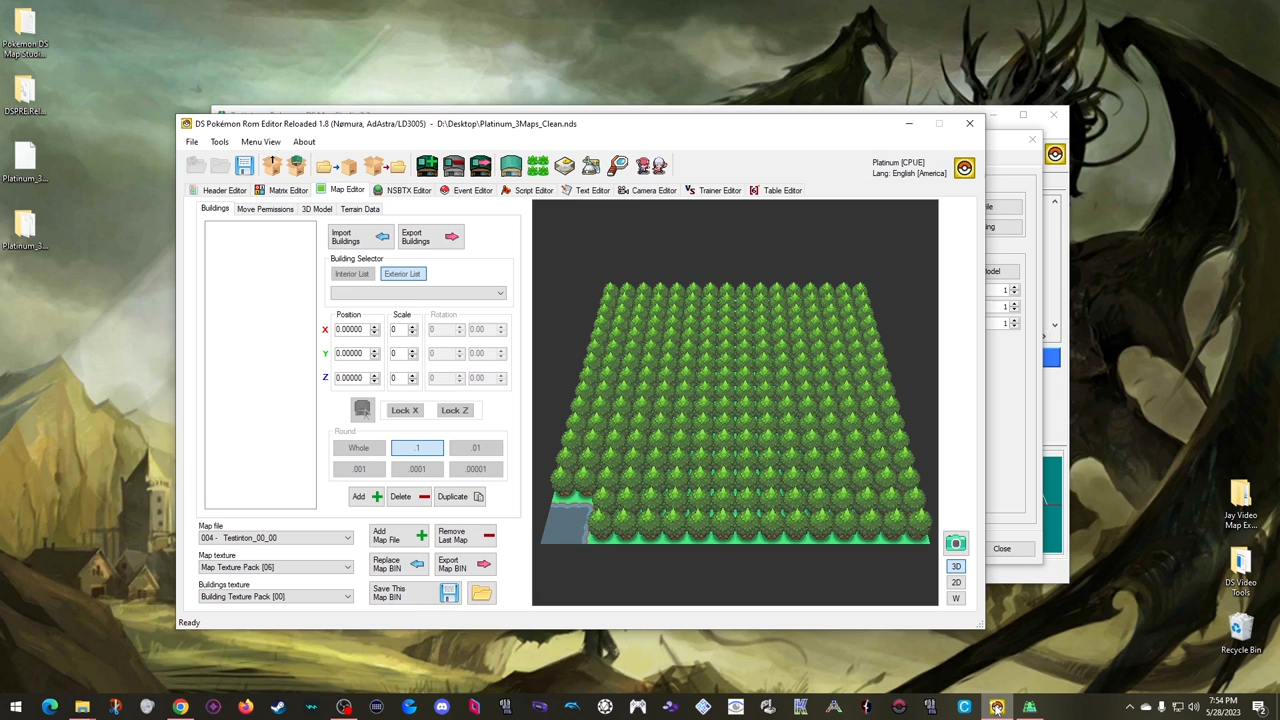 Pokemon DS
Map Studi...
DSPRE.Rel...
Platinum_3...
Platinum_3...
DS Pokémon Rom Editor Reloaded 1.8 (Nømura, AdAstra/LD3005) - D:\Desktop\Platinum_3Maps_Clean.nds
File Tools Menu View About
Platinum [CPUE]
Lang: English [America]
Header Editor Matrix Editor Map Editor NSBTX Editor Event Editor Script Editor Text Editor Camera Editor Trainer Editor Table Editor
Buildings Move Permissions 3D Model Terrain Data
Import
Buildings
Export
Buildings
Building Selector
Interior List Exterior List
Position Scale Rotation
X 0.00000 0 0 0.00
Y 0.00000 0 0 0.00
Z 0.00000 0 0 0.00
Lock X Lock Z
Round
Whole .1 .01
.001 .0001 .00001
Add Delete Duplicate
Map file
004 - Testinton_00_00
Map texture
Map Texture Pack [06]
Buildings texture
Building Texture Pack [00]
Add
Map File
Remove
Last Map
Replace
Map BIN
Export
Map BIN
Save This
Map BIN
3D
2D
W
Ready
1
1
1
Close
Jay Video
Map Ex...
DS Video
Tools
Recycle Bin
7:54 PM
5/28/2023